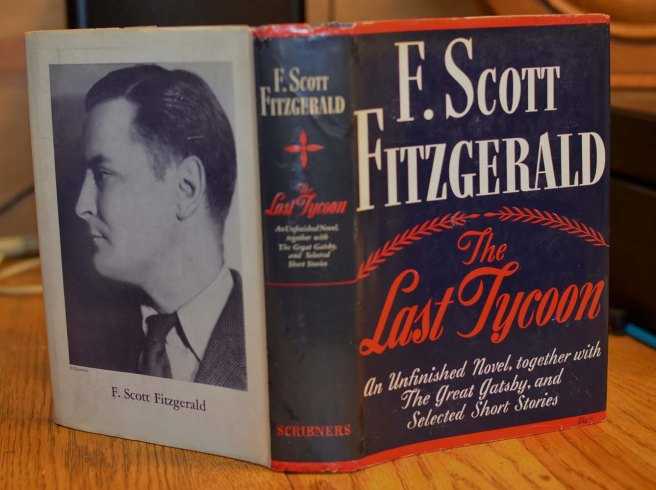 F. Scott Fitzgerald
F. SCOTT
FITZGERALD
The
Last Tycoon
An Unfinished Novel,
together with
The Great Gatsby,
and Selected
Short Stories
SCRIBNERS
F. SCOTT
FITZGERALD
The
Last Tycoon
An Unfinished Novel, together with
The Great Gatsby, and
Selected Short Stories